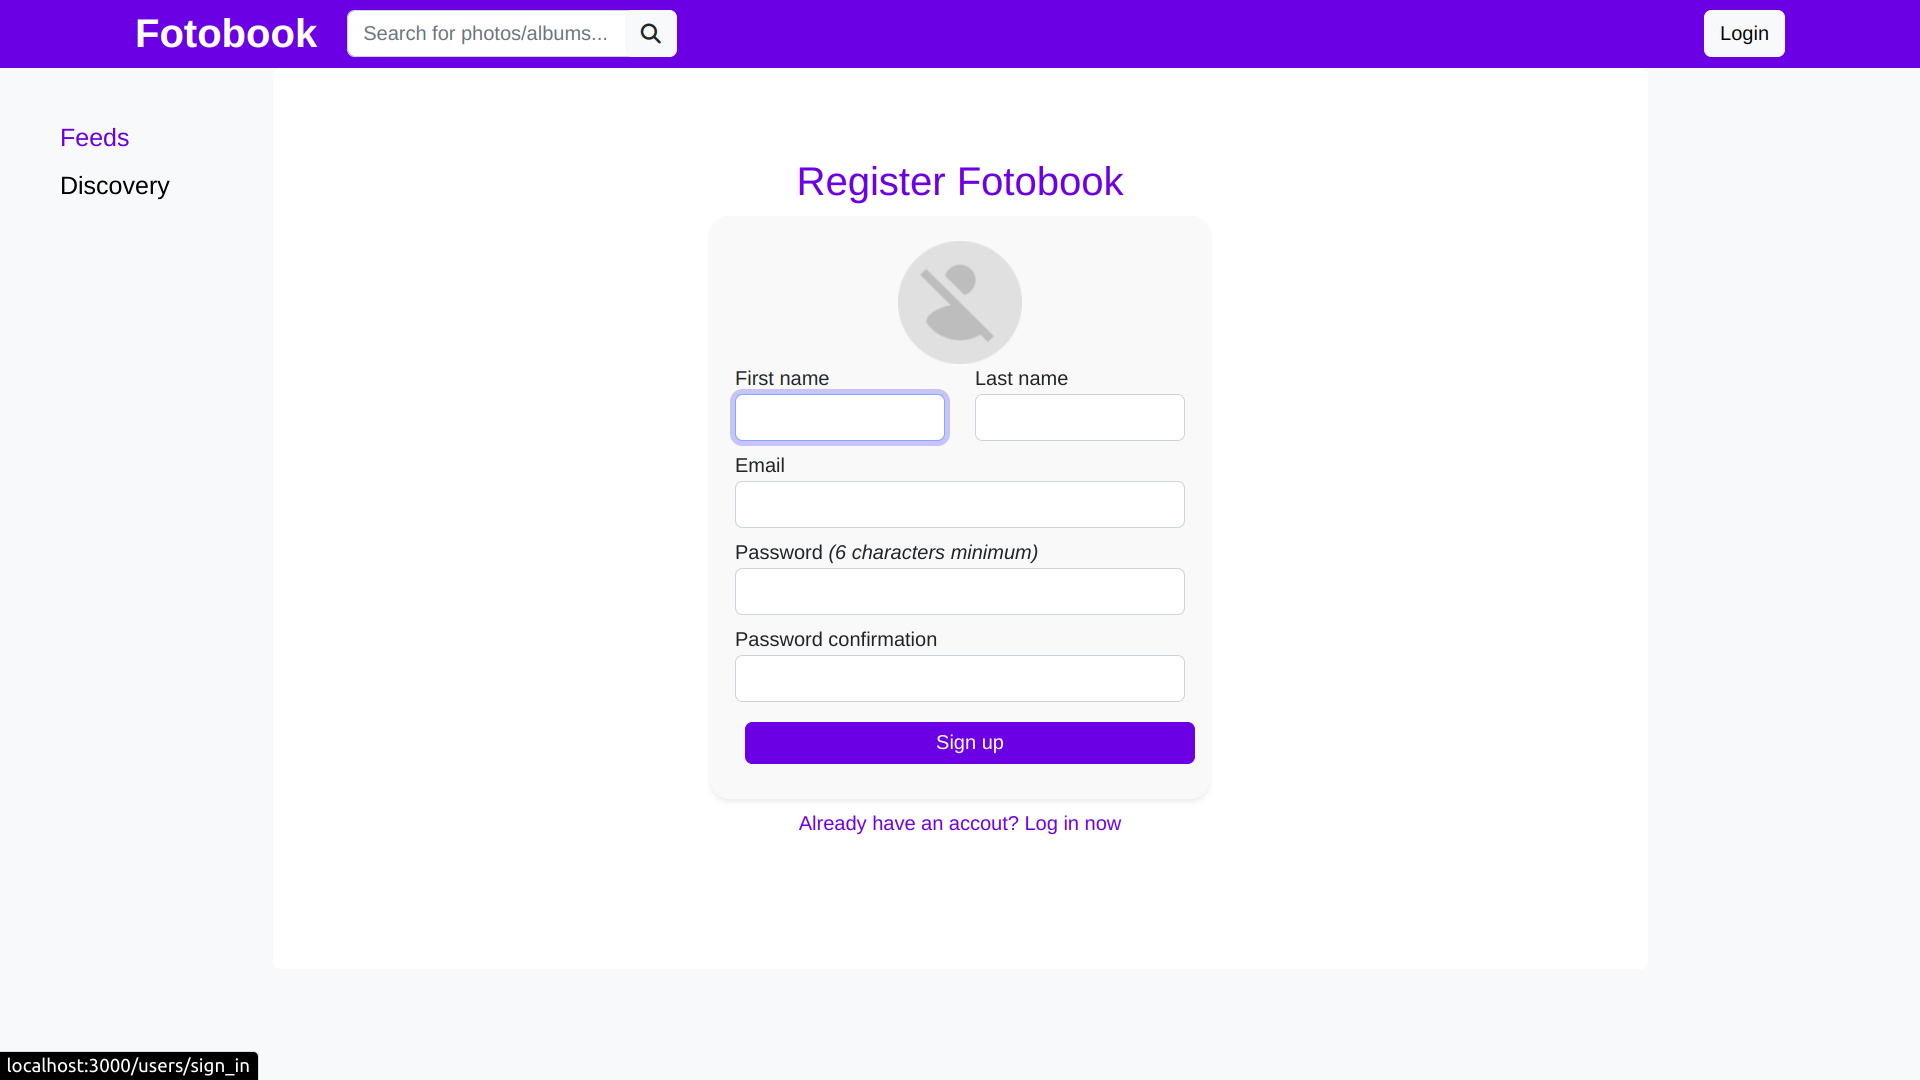 Fotobook
Search for photos/albums...
Login
Feeds
Discovery
Register Fotobook
First name
Last name
Email
Password (6 characters minimum)
Password confirmation
Sign up
Already have an accout? Log in now
localhost:3000/users/sign_in